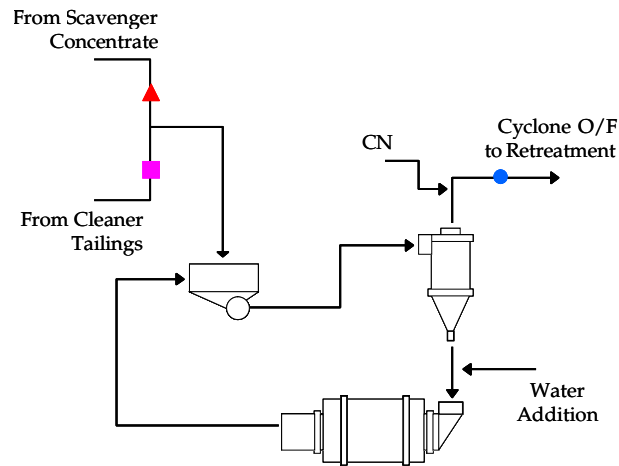 From Scavenger
Concentrate
Cyclone O/F
to Retreatment
CN
From Cleaner
Tailings
Water
Addition